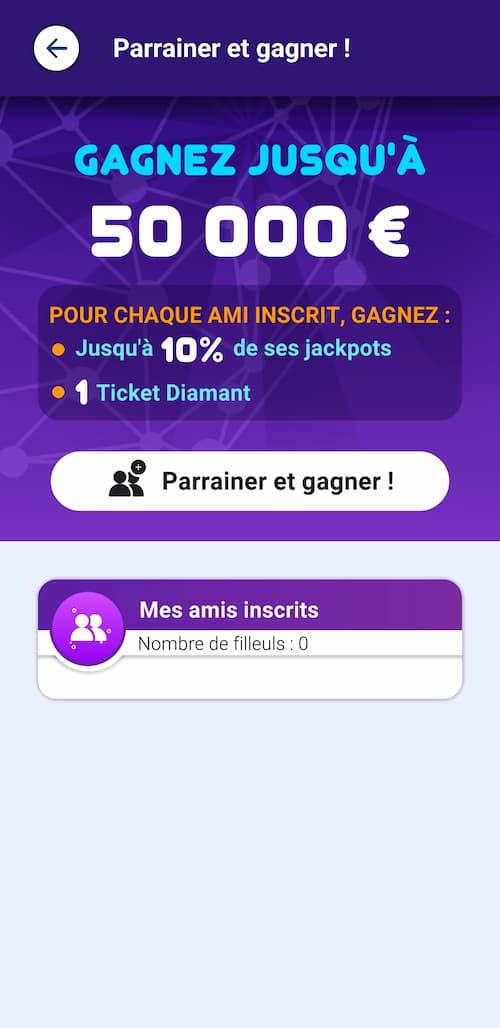 Parrainer et gagner !
GAGNEZ JUSQU'À
50 000 €
POUR CHAQUE AMI INSCRIT, GAGNEZ :
Jusqu'à 10% de ses jackpots
1 Ticket Diamant
Parrainer et gagner !
Mes amis inscrits
Nombre de filleuls : 0